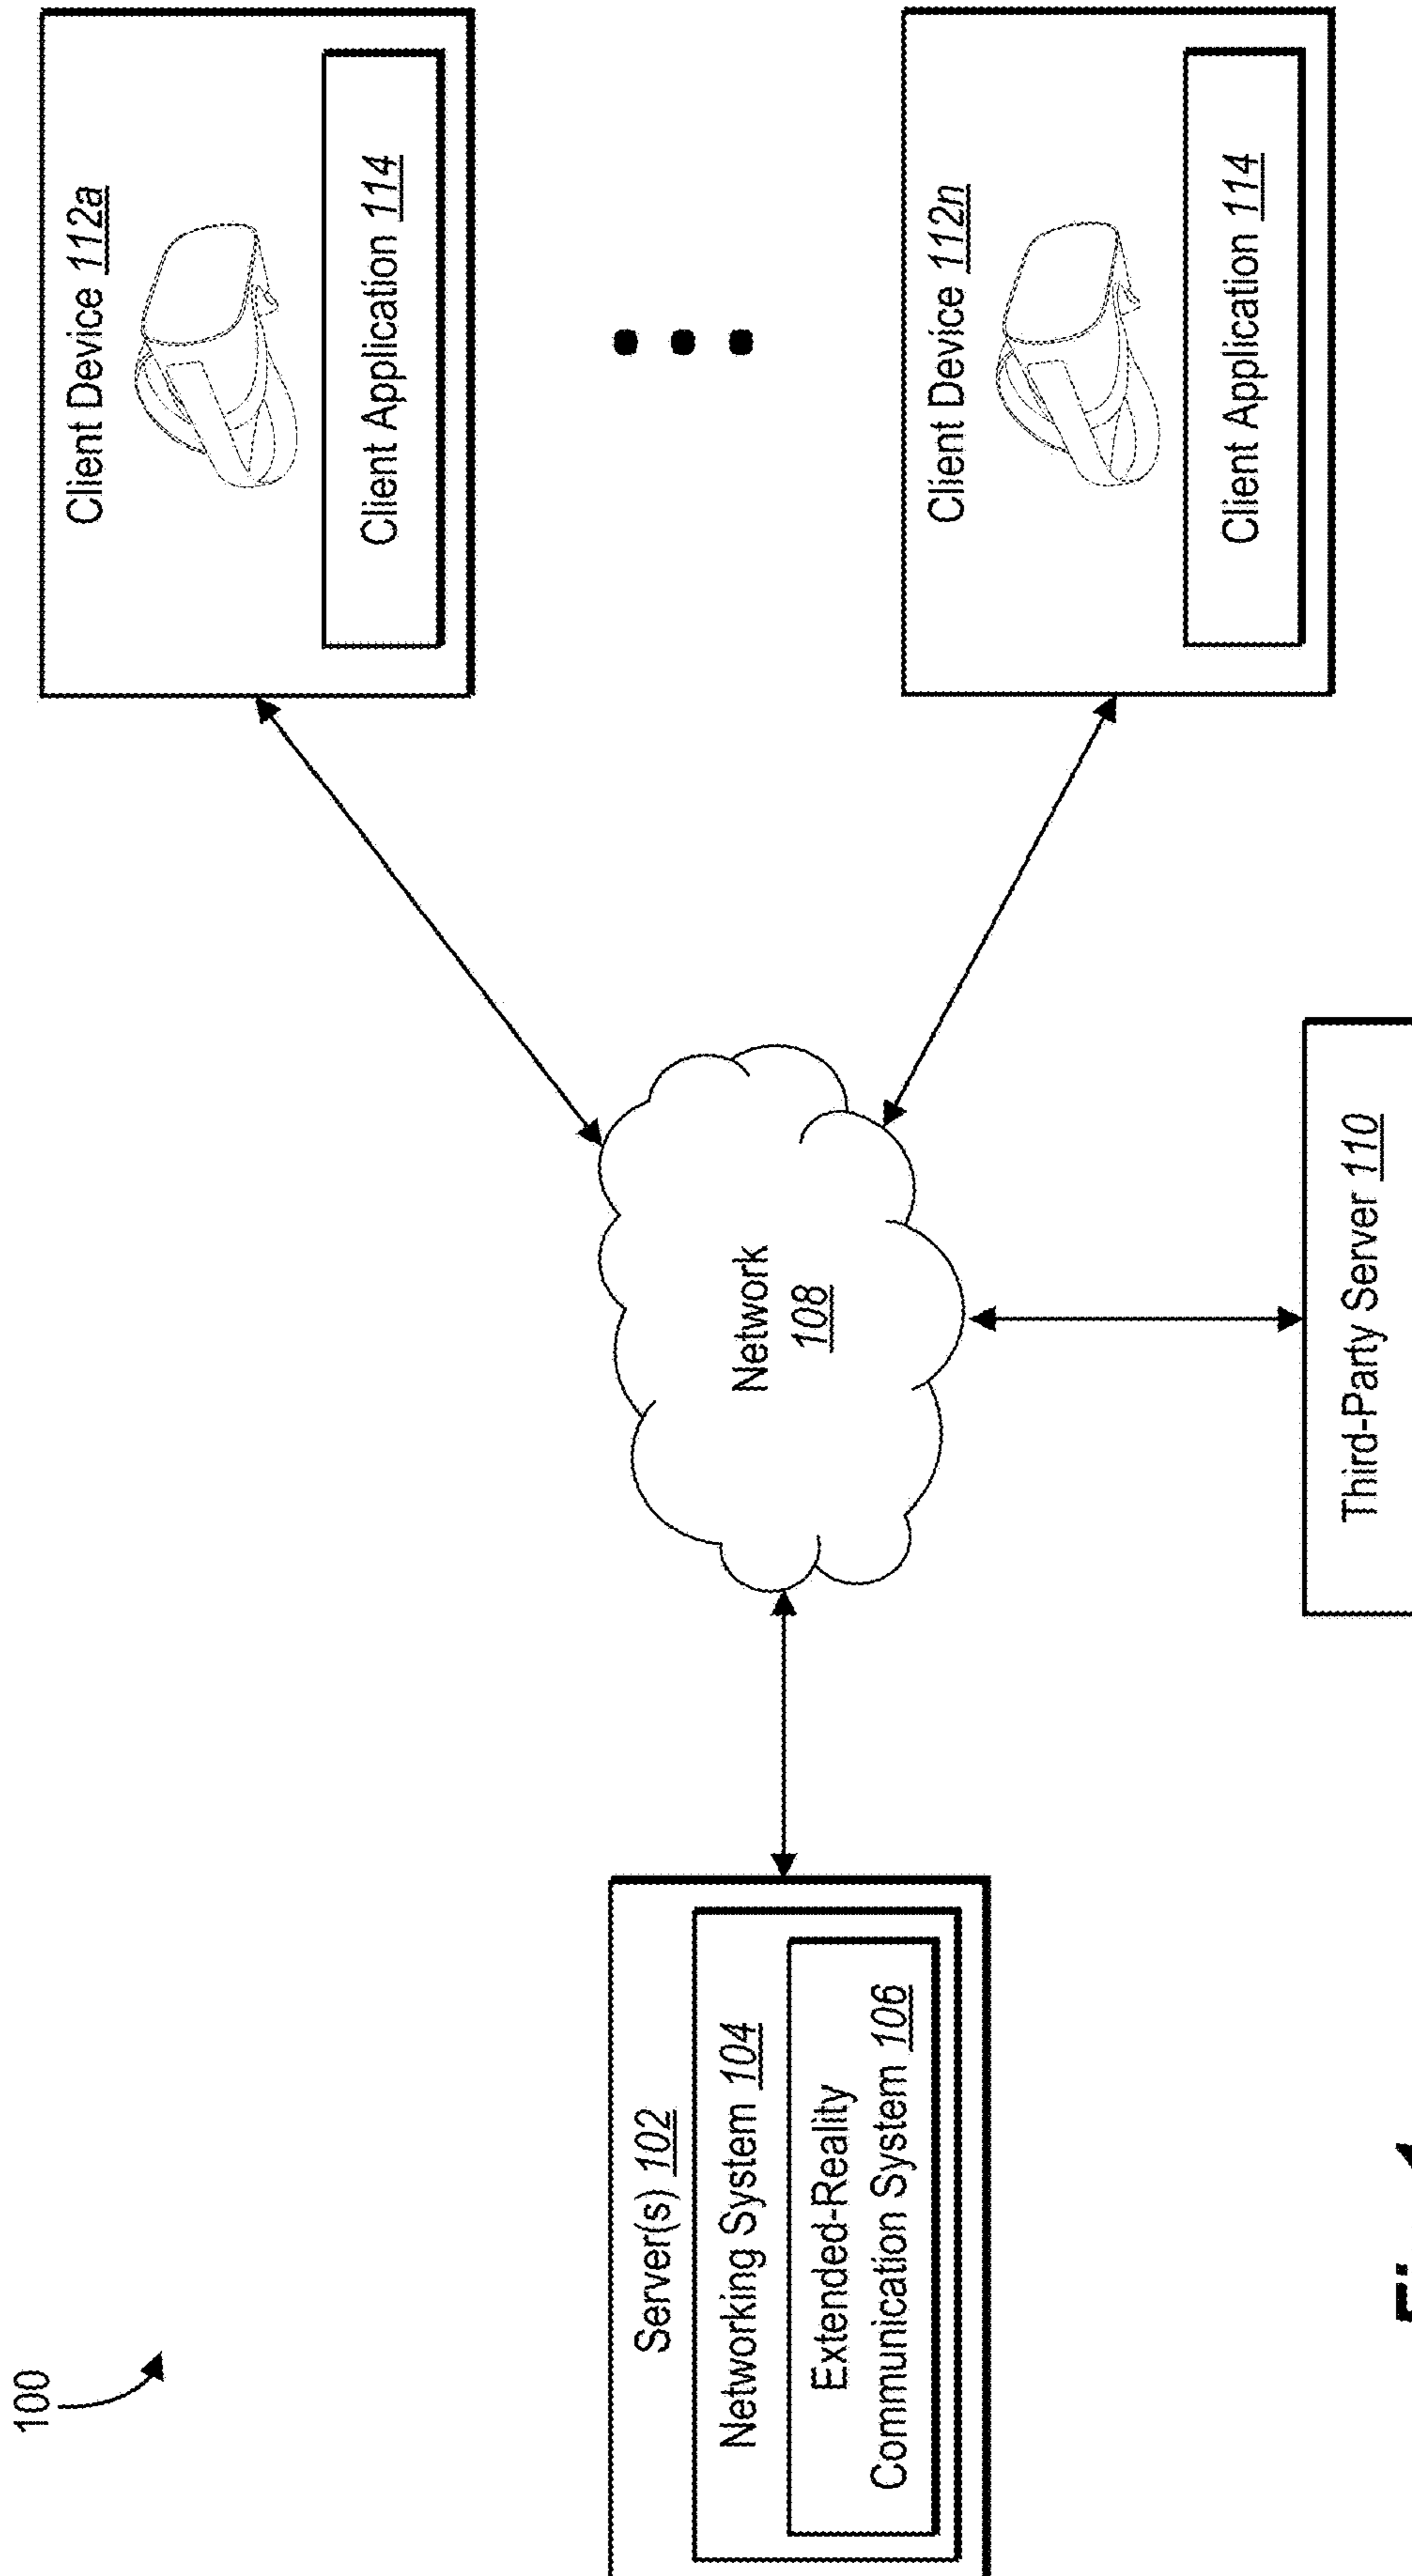 100
Server(s) 102
Networking System 104
Extended-Reality
Communication System 106
Network
108
Third-Party Server 110
Client Device 112a
Client Application 114
Client Device 112n
Client Application 114